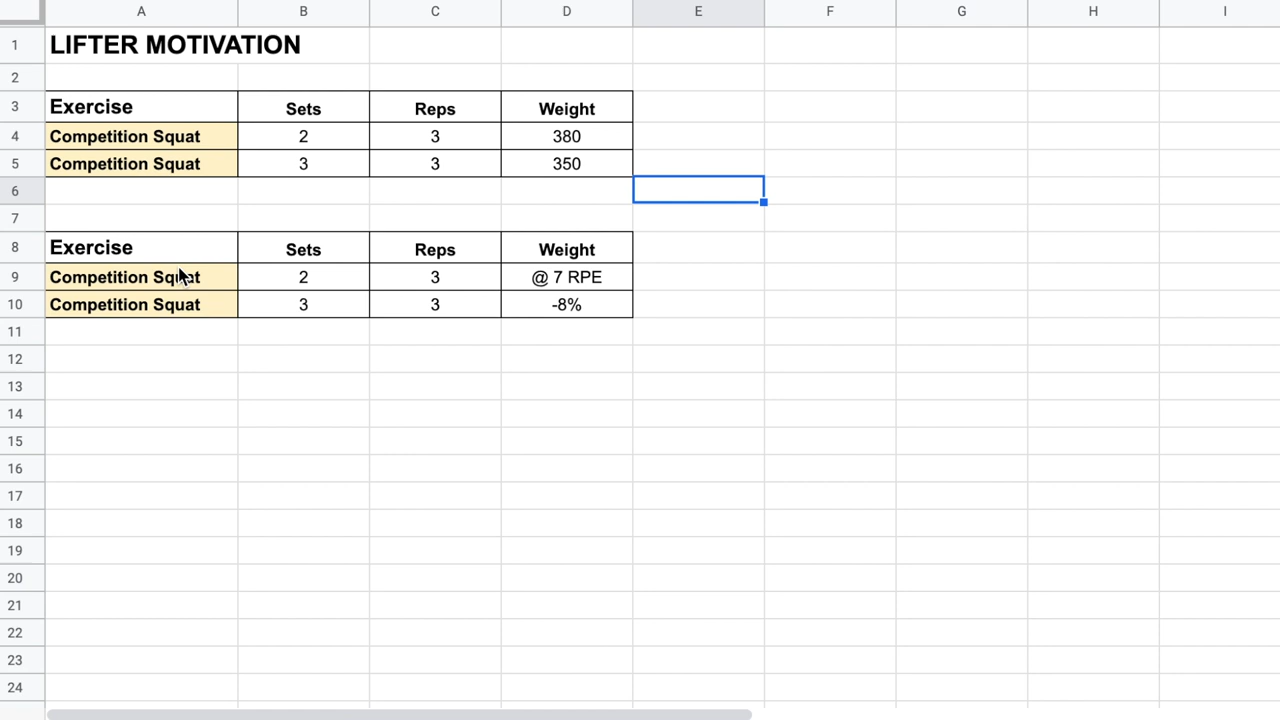 A B C D E F G H I
1 LIFTER MOTIVATION
2
3 Exercise Sets Reps Weight
4 Competition Squat 2 3 380
5 Competition Squat 3 3 350
6
7
8 Exercise Sets Reps Weight
9 Competition Squat 2 3 @ 7 RPE
10 Competition Squat 3 3 -8%
11
12
13
14
15
16
17
18
19
20
21
22
23
24